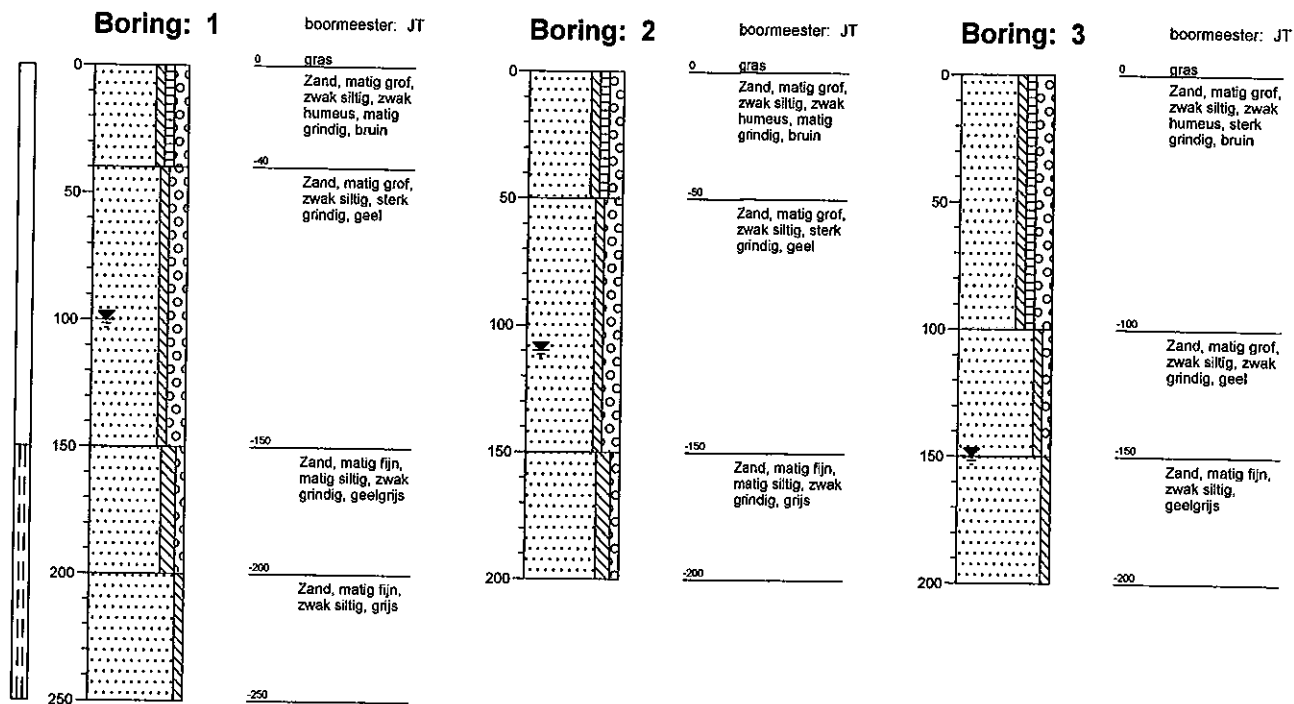 Boring: 1
boormeester: JT
0
50
100
150
200
250
0 gras
Zand, matig grof,
zwak siltig, zwak
humeus, matig
grindig, bruin
-40
Zand, matig grof,
zwak siltig, sterk
grindig, geel
-150
Zand, matig fijn,
matig siltig, zwak
grindig, geelgrijs
-200
Zand, matig fijn,
zwak siltig, grijs
-250
Boring: 2
boormeester: JT
0
50
100
150
200
0 gras
Zand, matig grof,
zwak siltig, zwak
humeus, matig
grindig, bruin
-50
Zand, matig grof,
zwak siltig, sterk
grindig, geel
-150
Zand, matig fijn,
matig siltig, zwak
grindig, grijs
-200
Boring: 3
boormeester: JT
0
50
100
150
200
0 gras
Zand, matig grof,
zwak siltig, zwak
humeus, sterk
grindig, bruin
-100
Zand, matig grof,
zwak siltig, zwak
grindig, geel
-150
Zand, matig fijn,
zwak siltig,
geelgrijs
-200